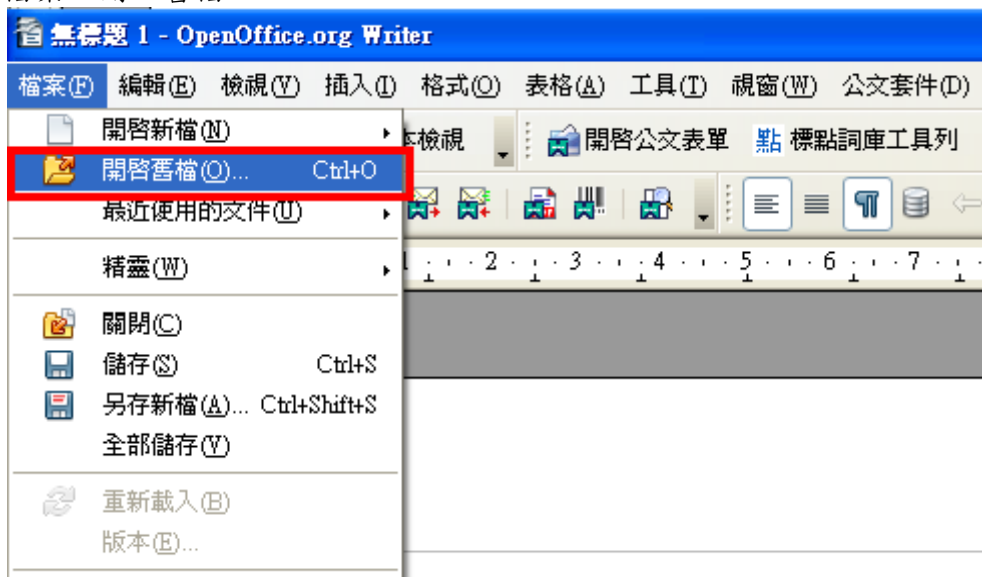 無標題 1 - OpenOffice.org Writer
檔案(F) 編輯(E) 檢視(V) 插入(I) 格式(O) 表格(A) 工具(T) 視窗(W) 公文套件(D)
開啓新檔(N)
檢視 開啓公文表單 點 標點詞庫工具列
開啓舊檔(O)... Ctrl+O
最近使用的文件(U)
精靈(W)
1 2 3 4 5 6 7
關閉(C)
儲存(S) Ctrl+S
另存新檔(A)... Ctrl+Shift+S
全部儲存(V)
重新載入(B)
版本(E)...